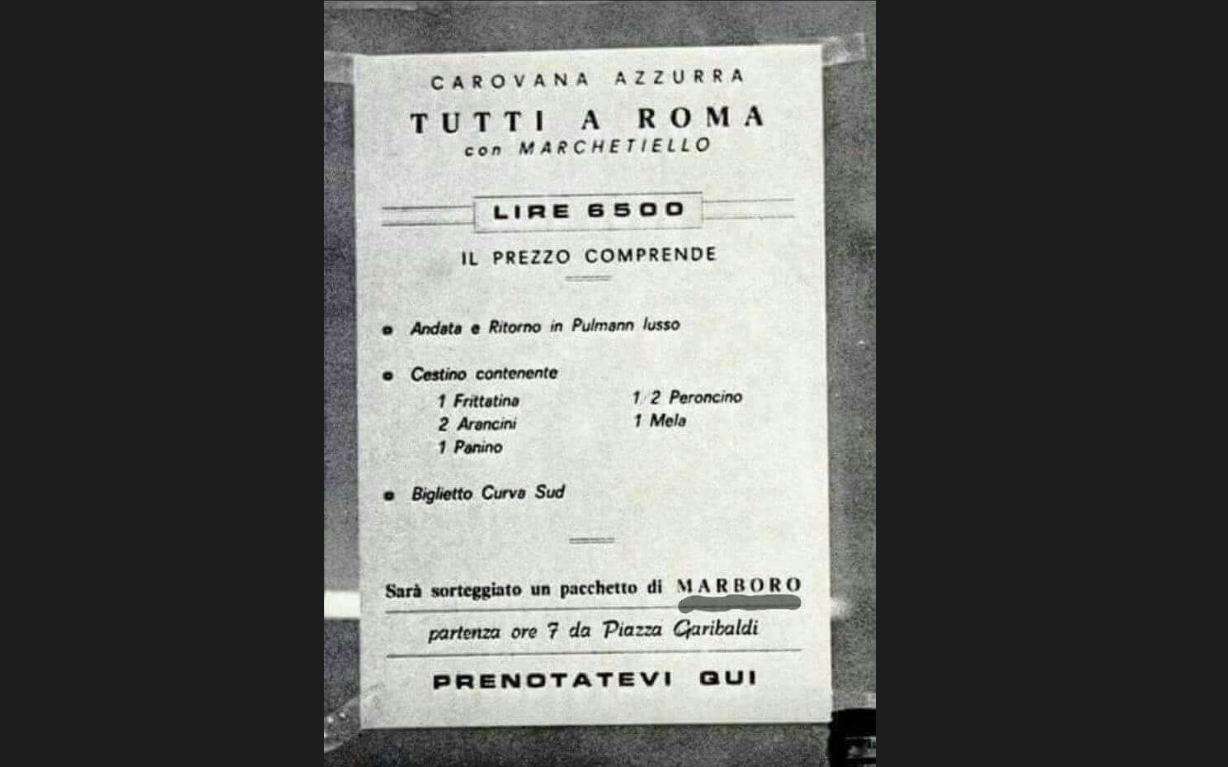 CAROVANA AZZURRA
TUTTI A ROMA
con MARCHETIELLO
LIRE 6500
IL PREZZO COMPRENDE
Andata e Ritorno in Pulmann lusso
Cestino contenente
1 Frittatina
2 Arancini
1 Panino
1/2 Peroncino
1 Mela
Biglietto Curva Sud
Sarà sorteggiato un pacchetto di MARBORO
partenza ore 7 da Piazza Garibaldi
PRENOTATEVI QUI